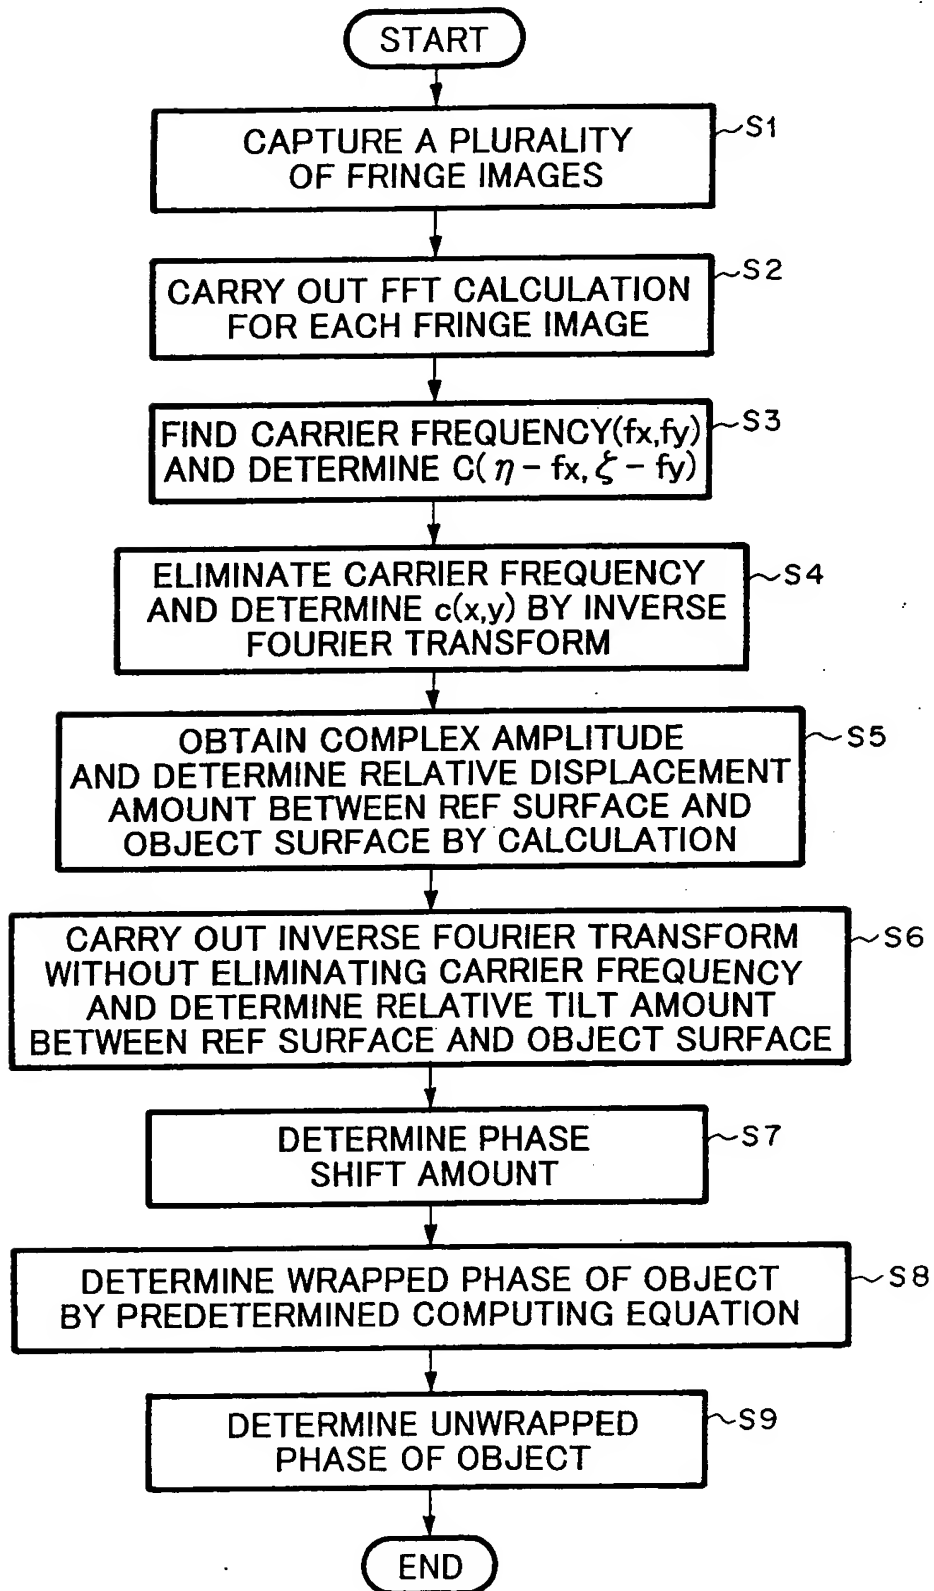 START
CAPTURE A PLURALITY
OF FRINGE IMAGES
S1
CARRY OUT FFT CALCULATION
FOR EACH FRINGE IMAGE
S2
FIND CARRIER FREQUENCY(fx,fy)
AND DETERMINE C( η - fx, ζ - fy)
S3
ELIMINATE CARRIER FREQUENCY
AND DETERMINE c(x,y) BY INVERSE
FOURIER TRANSFORM
S4
OBTAIN COMPLEX AMPLITUDE
AND DETERMINE RELATIVE DISPLACEMENT
AMOUNT BETWEEN REF SURFACE AND
OBJECT SURFACE BY CALCULATION
S5
CARRY OUT INVERSE FOURIER TRANSFORM
WITHOUT ELIMINATING CARRIER FREQUENCY
AND DETERMINE RELATIVE TILT AMOUNT
BETWEEN REF SURFACE AND OBJECT SURFACE
S6
DETERMINE PHASE
SHIFT AMOUNT
S7
DETERMINE WRAPPED PHASE OF OBJECT
BY PREDETERMINED COMPUTING EQUATION
S8
DETERMINE UNWRAPPED
PHASE OF OBJECT
S9
END